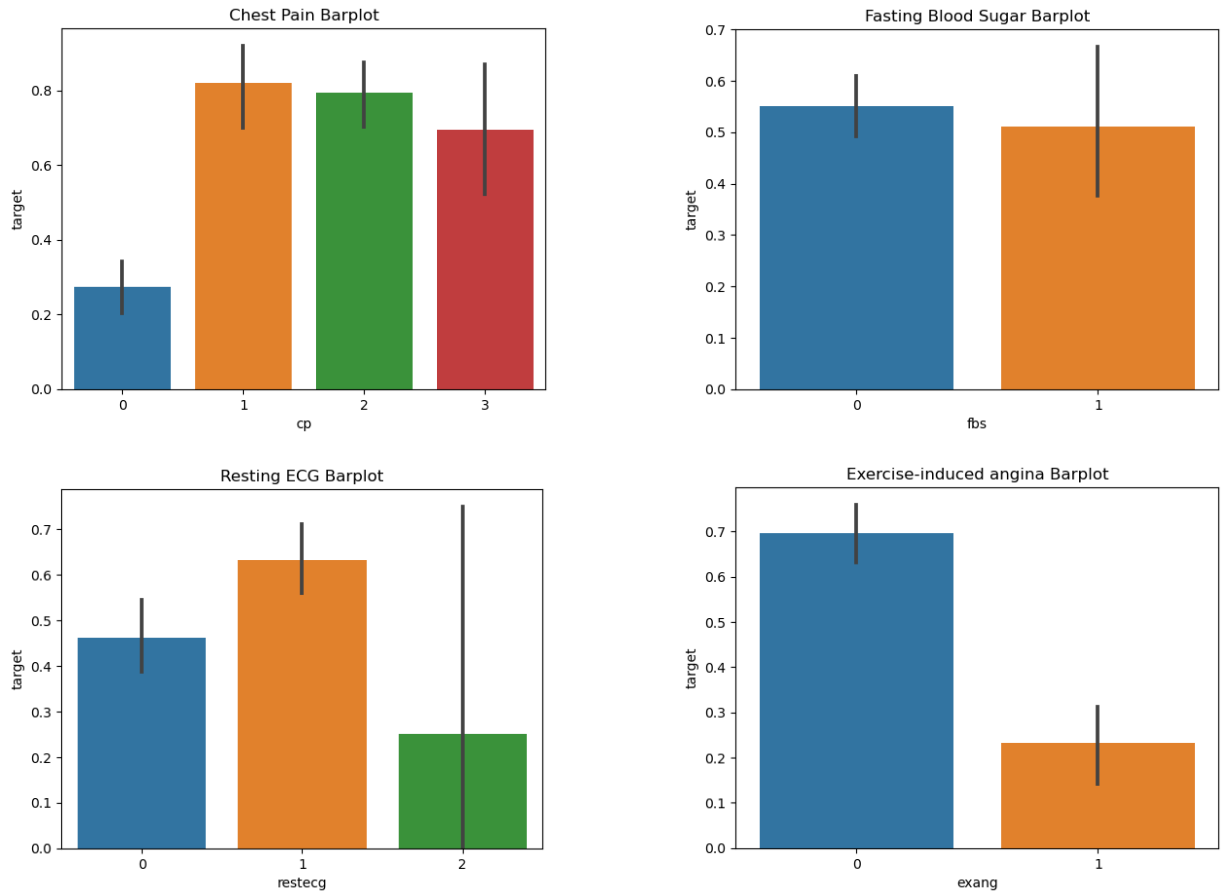 Chest Pain Barplot
0.8
0.6
0.4
0.2
0.0
target
0 1 2 3
cp
Fasting Blood Sugar Barplot
0.7
0.6
0.5
0.4
0.3
0.2
0.1
0.0
target
0 1
fbs
Resting ECG Barplot
0.7
0.6
0.5
0.4
0.3
0.2
0.1
0.0
target
0 1 2
restecg
Exercise-induced angina Barplot
0.7
0.6
0.5
0.4
0.3
0.2
0.1
0.0
target
0 1
exang